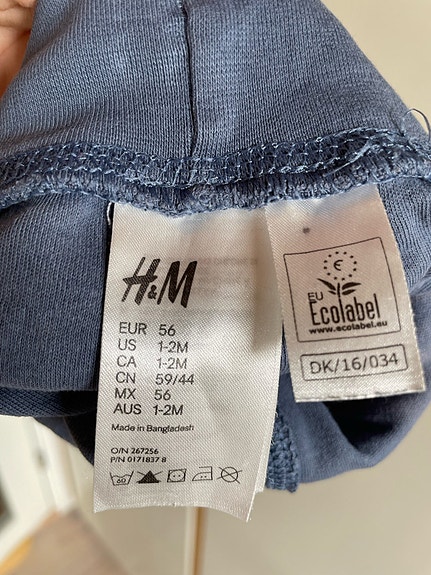 H&M
EUR 56
US 1-2M
CA 1-2M
CN 59/44
MX 56
AUS 1-2M
Made in Bangladesh
O/N 267256
P/N 0171837 8
60
€
EU
Ecolabel
www.ecolabel.eu
DK/16/034